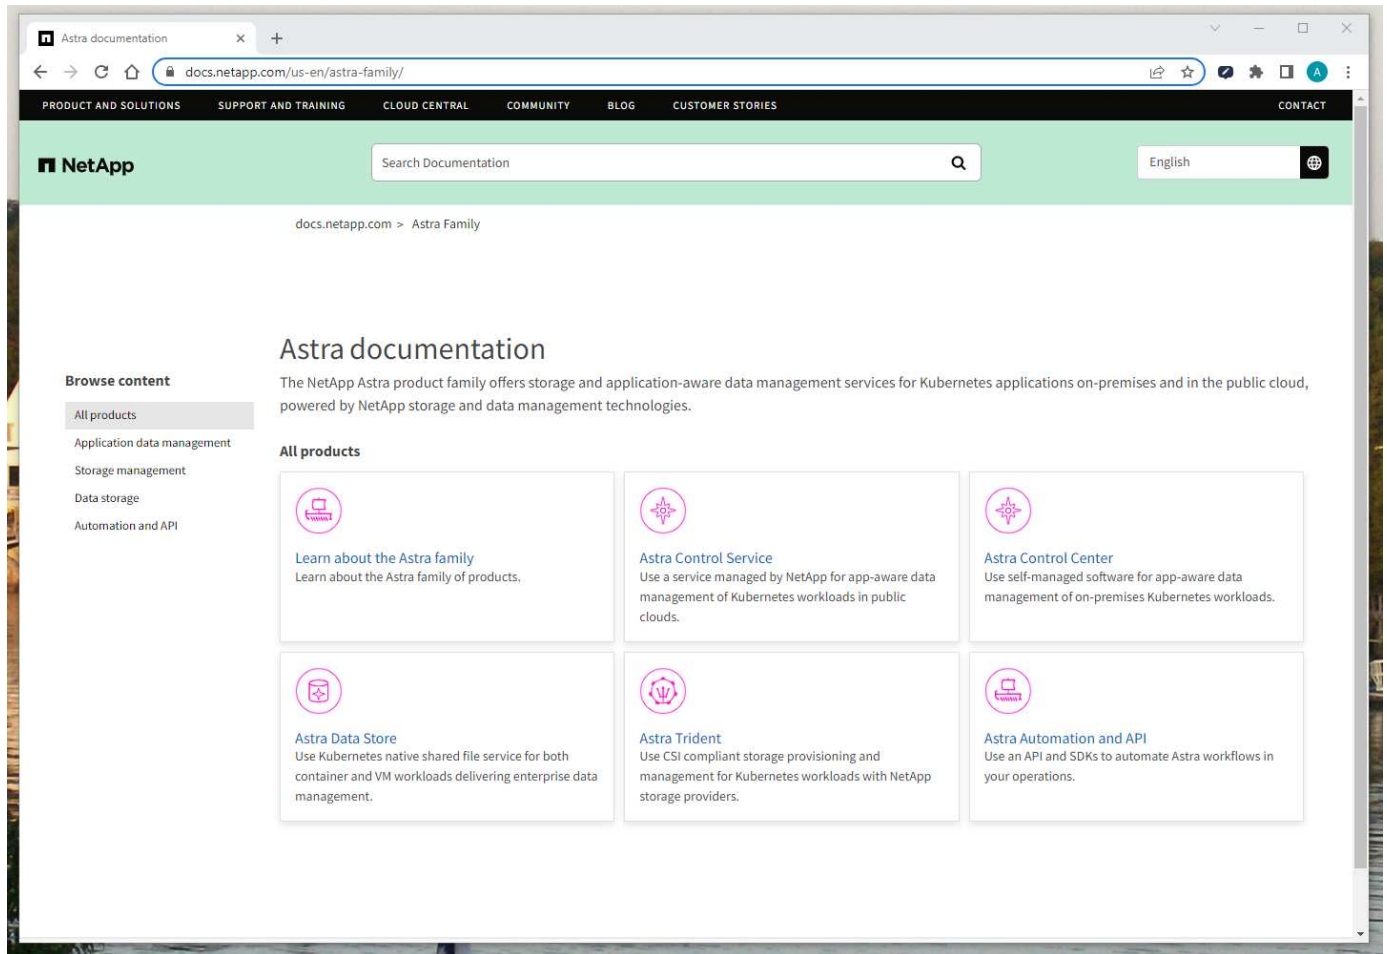 Astra documentation
docs.netapp.com/us-en/astra-family/
A
PRODUCT AND SOLUTIONS SUPPORT AND TRAINING CLOUD CENTRAL COMMUNITY BLOG CUSTOMER STORIES CONTACT
NetApp Search Documentation English
docs.netapp.com > Astra Family
Astra documentation
The NetApp Astra product family offers storage and application-aware data management services for Kubernetes applications on-premises and in the public cloud,
powered by NetApp storage and data management technologies.
Browse content
All products
Application data management
Storage management
Data storage
Automation and API
All products
Learn about the Astra family
Learn about the Astra family of products.
Astra Control Service
Use a service managed by NetApp for app-aware data
management of Kubernetes workloads in public
clouds.
Astra Control Center
Use self-managed software for app-aware data
management of on-premises Kubernetes workloads.
Astra Data Store
Use Kubernetes native shared file service for both
container and VM workloads delivering enterprise data
management.
Astra Trident
Use CSI compliant storage provisioning and
management for Kubernetes workloads with NetApp
storage providers.
Astra Automation and API
Use an API and SDKs to automate Astra workflows in
your operations.